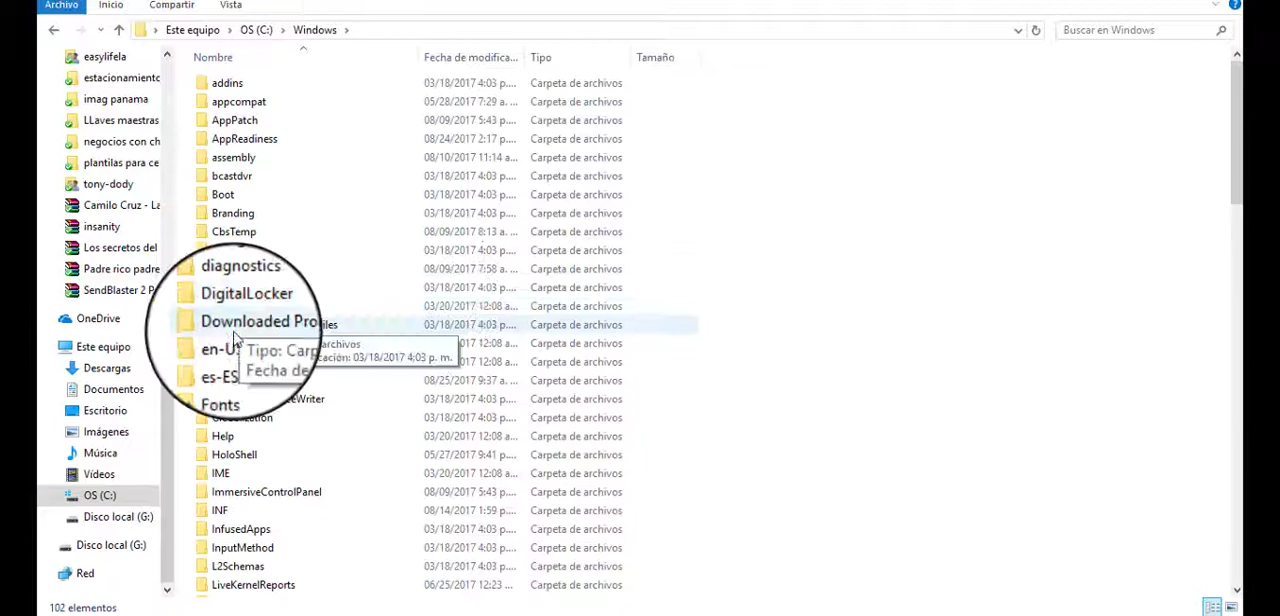 Archivo Inicio Compartir Vista
Este equipo OS (C:) Windows
Buscar en Windows
easylifela
estacionamiento
imag panama
LLaves maestras
negocios con ch
plantilas para ce
tony-dody
Camilo Cruz - La
insanity
Los secretos del
Padre rico padre
SendBlaster 2 P
OneDrive
Este equipo
Descargas
Documentos
Escritorio
Imágenes
Música
Vídeos
OS (C:)
Disco local (G:)
Disco local (G:)
Red
Nombre Fecha de modifica... Tipo Tamaño
addins 03/18/2017 4:03 p.... Carpeta de archivos
appcompat 05/28/2017 7:29 a. ... Carpeta de archivos
AppPatch 08/09/2017 5:43 p.... Carpeta de archivos
AppReadiness 08/24/2017 2:17 p.... Carpeta de archivos
assembly 08/10/2017 11:14 a... Carpeta de archivos
bcastdvr 03/18/2017 4:03 p.... Carpeta de archivos
Boot 03/18/2017 4:03 p.... Carpeta de archivos
Branding 03/18/2017 4:03 p.... Carpeta de archivos
CbsTemp 08/09/2017 8:13 a. ... Carpeta de archivos
03/18/2017 4:03 p.... Carpeta de archivos
diagnostics 08/09/2017 7:58 a. ... Carpeta de archivos
DigitalLocker 03/18/2017 4:03 p.... Carpeta de archivos
03/20/2017 12:08 a... Carpeta de archivos
Downloaded Pro iles 03/18/2017 4:03 p.... Carpeta de archivos
en-U archivos Carpeta de archivos
Tipo: Carp cación: 03/18/2017 4:03 p. m. Carpeta de archivos
Fecha de
es-ES 08/25/2017 9:37 a. ... Carpeta de archivos
Fonts ceWriter 03/20/2017 12:08 a... Carpeta de archivos
Globalization 03/18/2017 4:03 p.... Carpeta de archivos
Help 03/20/2017 12:08 a... Carpeta de archivos
HoloShell 05/27/2017 9:41 p.... Carpeta de archivos
IME 03/20/2017 12:08 a... Carpeta de archivos
ImmersiveControlPanel 08/09/2017 5:43 p.... Carpeta de archivos
INF 08/14/2017 1:59 p.... Carpeta de archivos
InfusedApps 03/18/2017 4:03 p.... Carpeta de archivos
InputMethod 03/18/2017 4:03 p.... Carpeta de archivos
L2Schemas 03/18/2017 4:03 p.... Carpeta de archivos
LiveKernelReports 06/25/2017 12:23 ... Carpeta de archivos
102 elementos